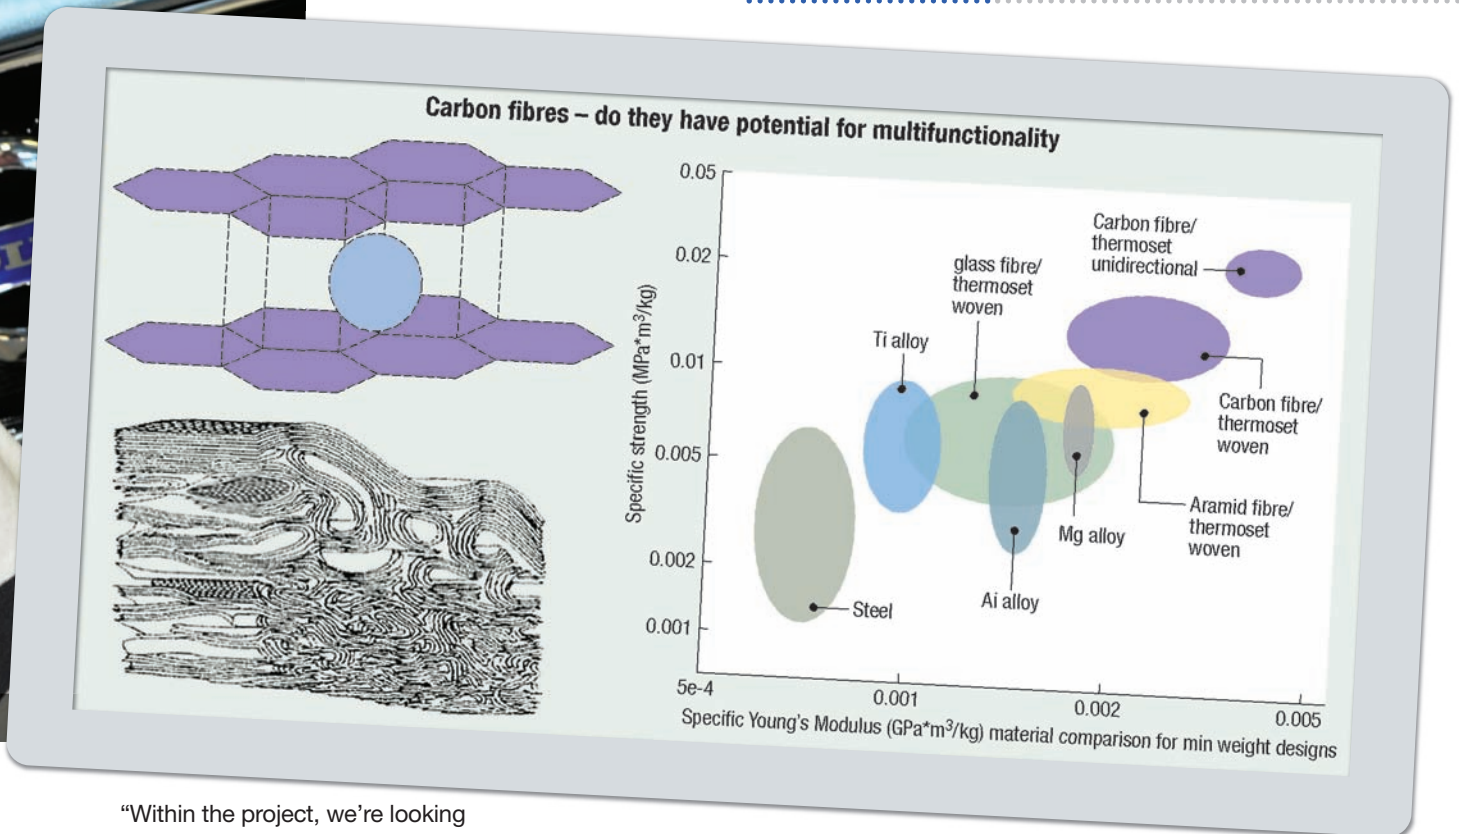 Carbon fibres – do they have potential for multifunctionality
0.05
0.02
0.01
0.005
0.002
0.001
5e-4
0.001
0.002
0.005
Specific strength (MPa*m³/kg)
Specific Young's Modulus (GPa*m³/kg) material comparison for min weight designs
Carbon fibre/
thermoset
unidirectional
glass fibre/
thermoset
woven
Ti alloy
Carbon fibre/
thermoset
woven
Aramid fibre/
thermoset
woven
Mg alloy
Ai alloy
Steel
“Within the project, we’re looking